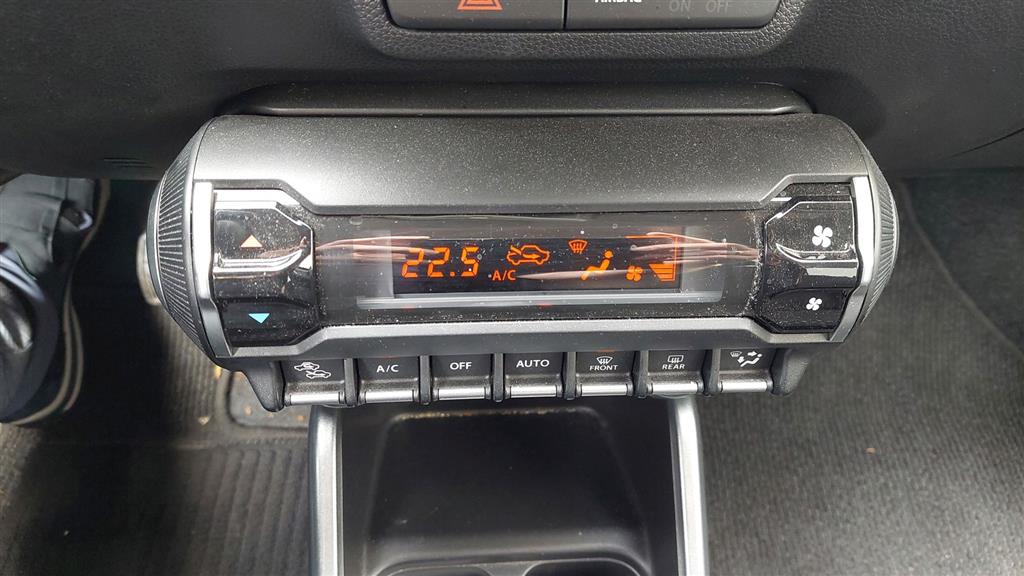 AIRBAG
ON OFF
22.5
A/C
A/C
OFF
AUTO
FRONT
REAR